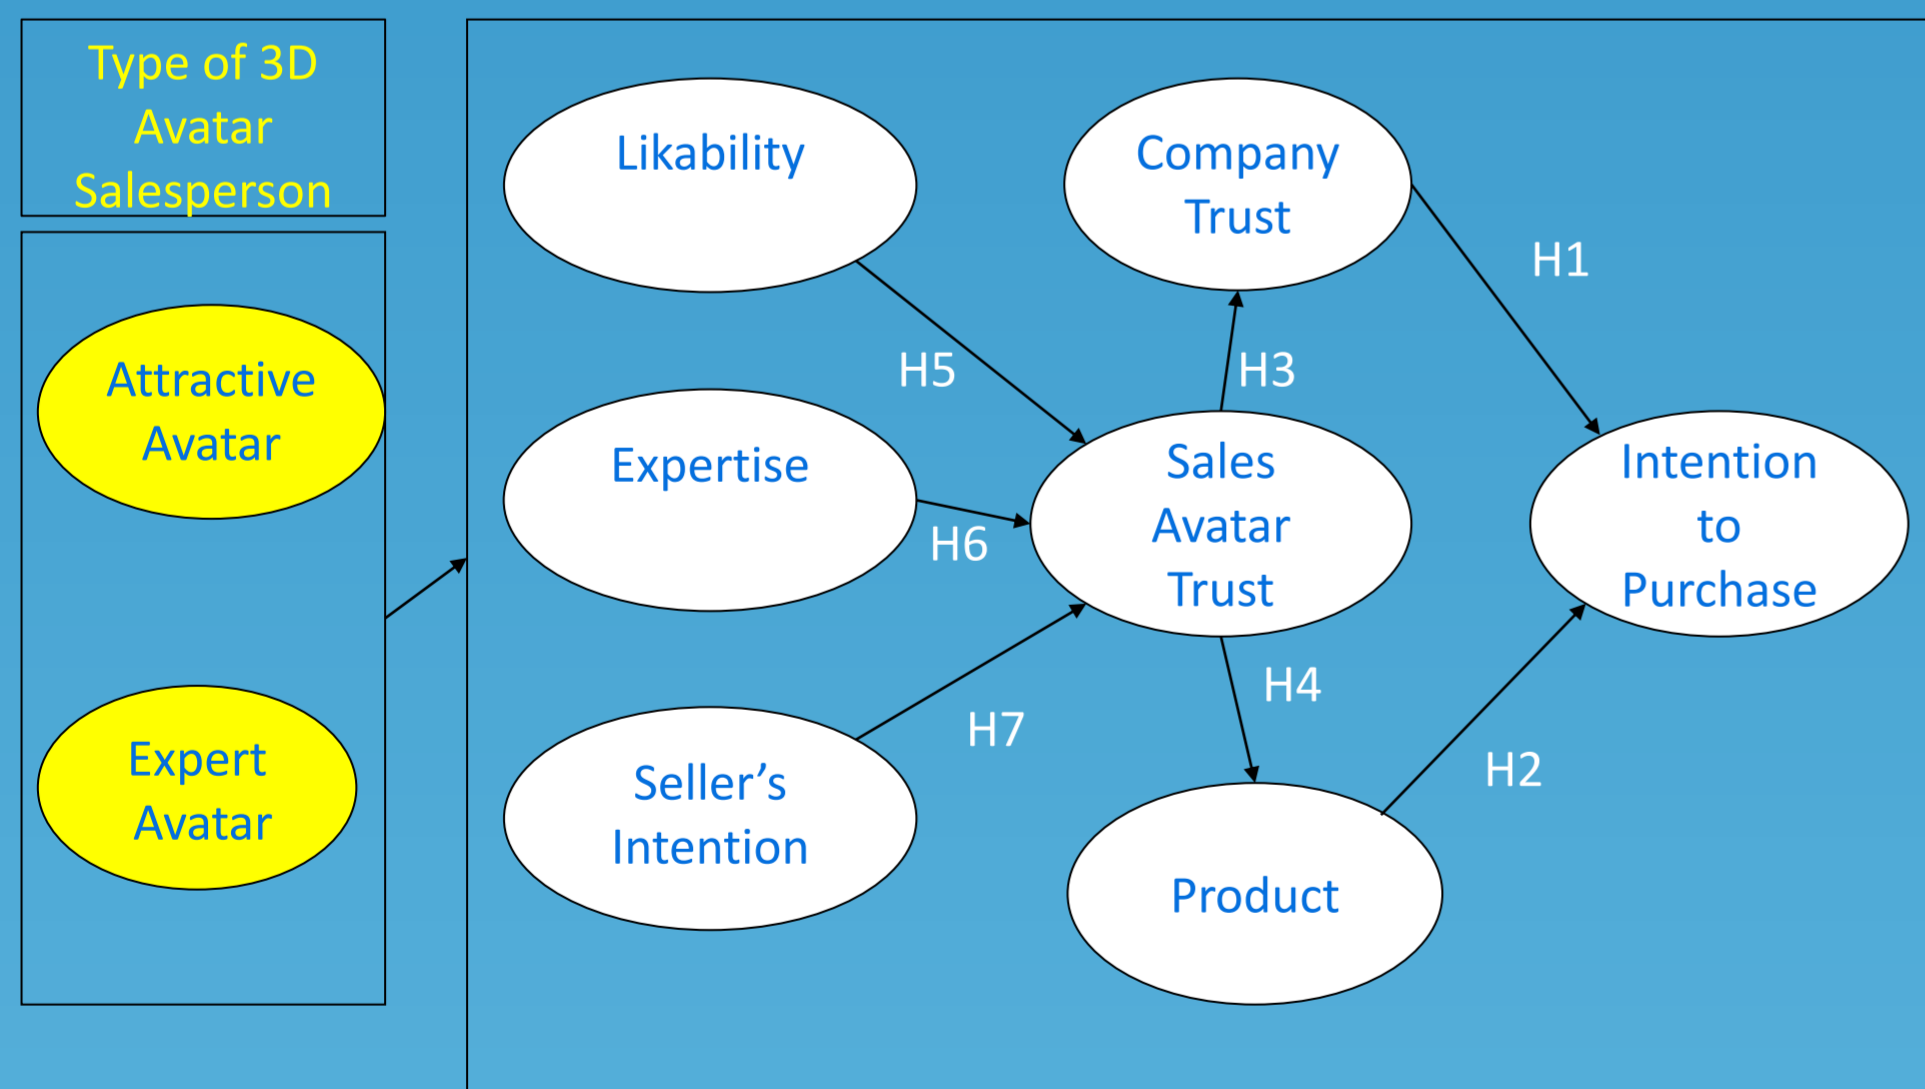 Type of 3D
Avatar
Salesperson
Attractive
Avatar
Expert
Avatar
Likability
Expertise
Seller’s
Intention
H5
H6
H7
Company
Trust
H3
Sales
Avatar
Trust
H4
Product
H1
H2
Intention
to
Purchase